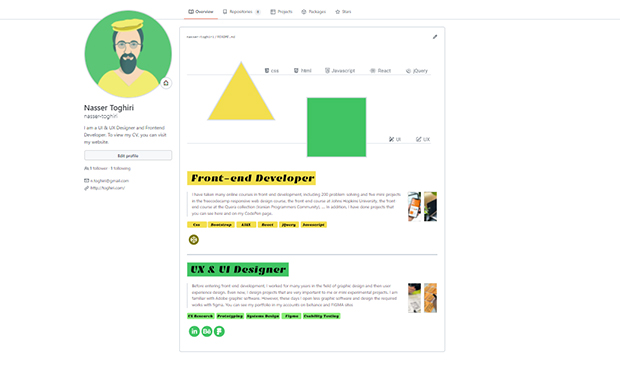 Overview
Repositories
Projects
Packages
Stars
nasser-toghiri/README.md
css
html
Javascript
React
jQuery
UI
UX
Nasser Toghiri
nasser-toghiri
I am a UI & UX Designer and Frontend
Developer. To view my CV, you can visit
my website.
Edit profile
1 follower · 1 following
n.toghiri@gmail.com
http://toghiri.com/
Front-end Developer
I have taken many online courses in front-end development, including 200 problem solving and five mini projects
in the freecodecamp responsive web design course, the front-end course at Johns Hopkins University, the front
end course at the Quera collection (Iranian Programmers Community), ... In addition, I have done projects that
you can see here and on my CodePen page.
Css
Bootstrap
AJAX
React
jQuery
Javascript
UX & UI Designer
Before entering front-end development, I worked for many years in the field of graphic design and then user
experience design. Even now, I design projects that are very important to me or mini experimental projects. I am
familiar with Adobe graphic software. However, these days I open less graphic software and design the required
works with figma. You can see my portfolio in my accounts on behance and FIGMA sites.
UX Research
Prototyping
Systems Design
Figma
Usability Testing
in
Bē